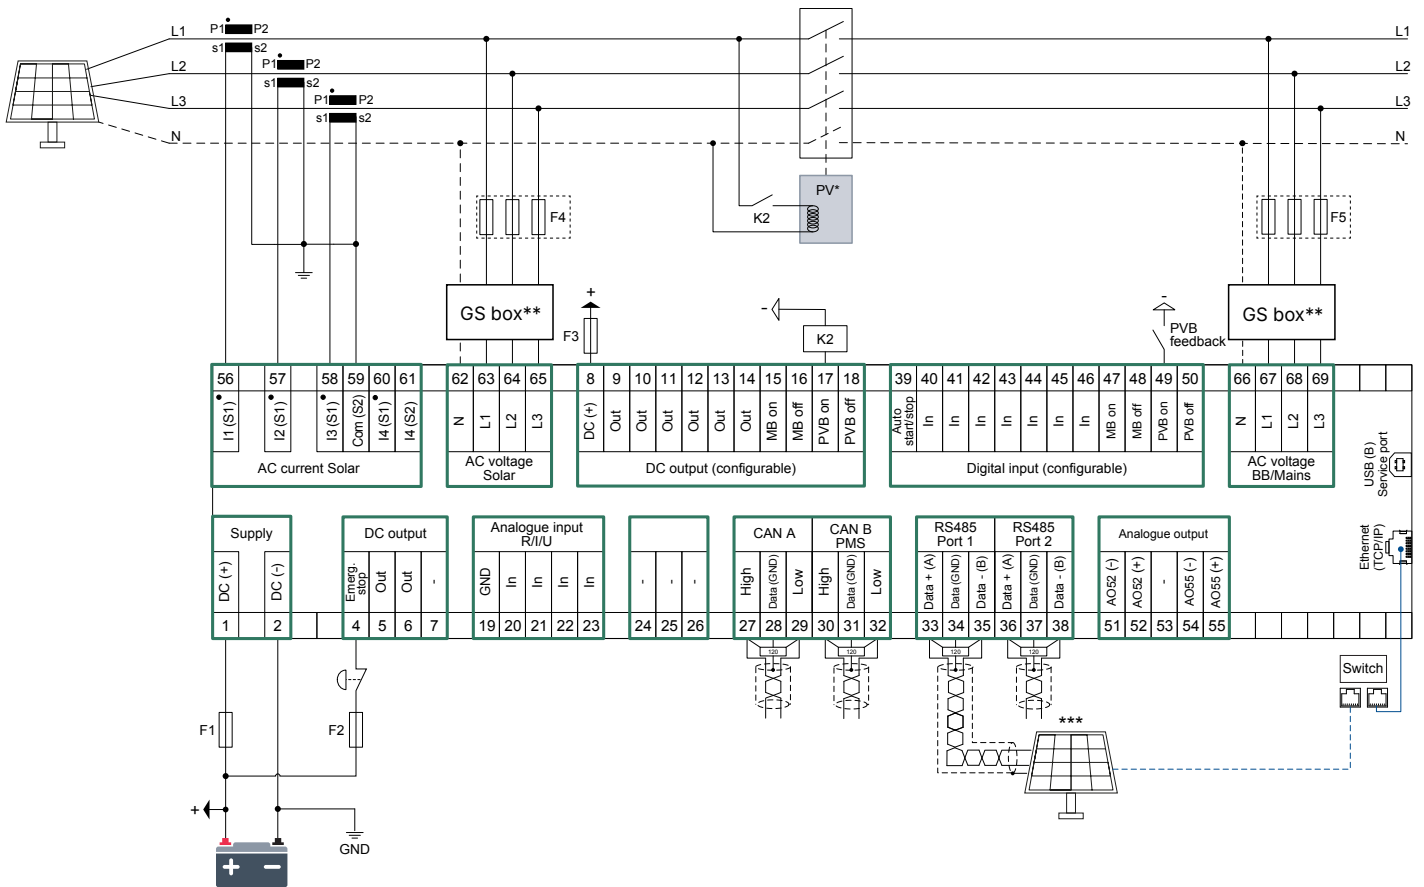 L1
P1 P2
L1
s1 s2
L2
P1 P2
L2
s1 s2
L3
P1 P2
L3
s1 s2
N
N
PV*
F4
K2
F5
GS box**
+
F3
-
K2
-
PVB
feedback
GS box**
56 57 58 59 60 61
I1 (S1)
I2 (S1)
I3 (S1)
Com (S2)
I4 (S1)
I4 (S2)
AC current Solar
62 63 64 65
N
L1
L2
L3
AC voltage
Solar
8 9 10 11 12 13 14 15 16 17 18
DC (+)
Out
Out
Out
Out
Out
Out
MB on
MB off
PVB on
PVB off
DC output (configurable)
39 40 41 42 43 44 45 46 47 48 49 50
Auto
start/stop
In
In
In
In
In
In
In
MB on
MB off
PVB on
PVB off
Digital input (configurable)
66 67 68 69
N
L1
L2
L3
AC voltage
BB/Mains
USB (B)
Service port
Ethernet
(TCP/IP)
Supply
DC (+)
DC (-)
1 2
DC output
Emerg.
stop
Out
Out
-
4 5 6 7
Analogue input
R/I/U
GND
In
In
In
In
19 20 21 22 23
-
-
-
24 25 26
CAN A
High
Data (GND)
Low
27 28 29
CAN B
PMS
High
Data (GND)
Low
30 31 32
RS485
Port 1
Data + (A)
Data (GND)
Data - (B)
33 34 35
RS485
Port 2
Data + (A)
Data (GND)
Data - (B)
36 37 38
Analogue output
AO52 (-)
AO52 (+)
-
AO55 (-)
AO55 (+)
51 52 53 54 55
120
120
120
120
Switch
F1
F2
***
+
GND
+ -